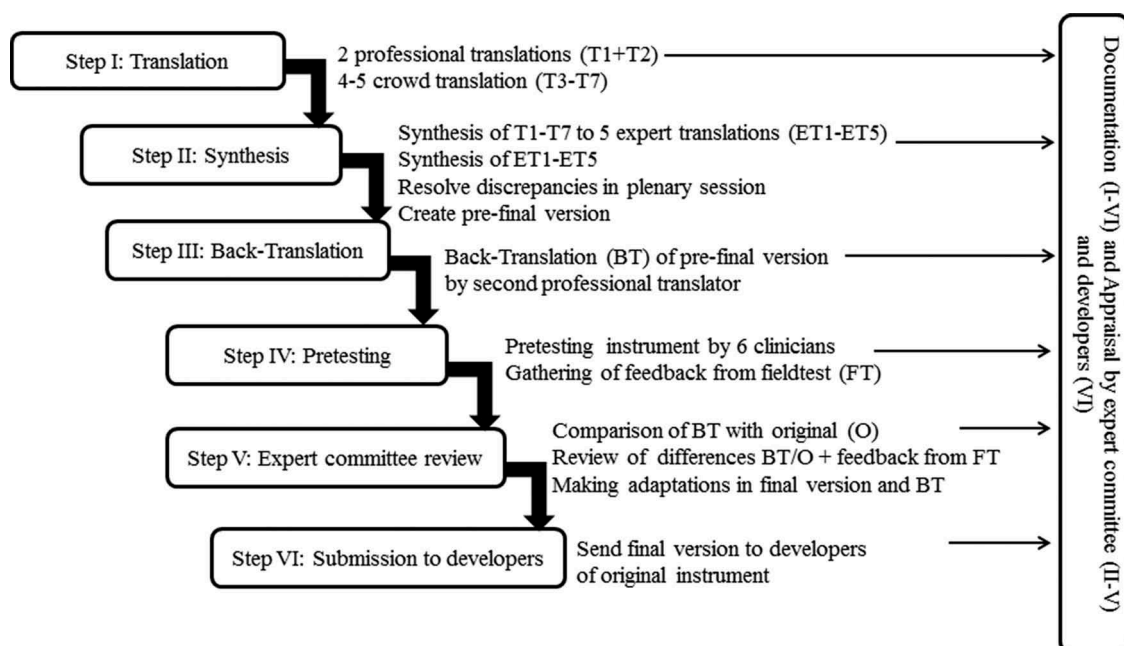 Step I: Translation
2 professional translations (T1+T2)
4-5 crowd translation (T3-T7)
Step II: Synthesis
Synthesis of T1-T7 to 5 expert translations (ET1-ET5)
Synthesis of ET1-ET5
Resolve discrepancies in plenary session
Create pre-final version
Step III: Back-Translation
Back-Translation (BT) of pre-final version
by second professional translator
Step IV: Pretesting
Pretesting instrument by 6 clinicians
Gathering of feedback from fieldtest (FT)
Step V: Expert committee review
Comparison of BT with original (O)
Review of differences BT/O + feedback from FT
Making adaptations in final version and BT
Step VI: Submission to developers
Send final version to developers
of original instrument
Documentation (I-VI) and Appraisal by expert committee (II-V)
and developers (VI)